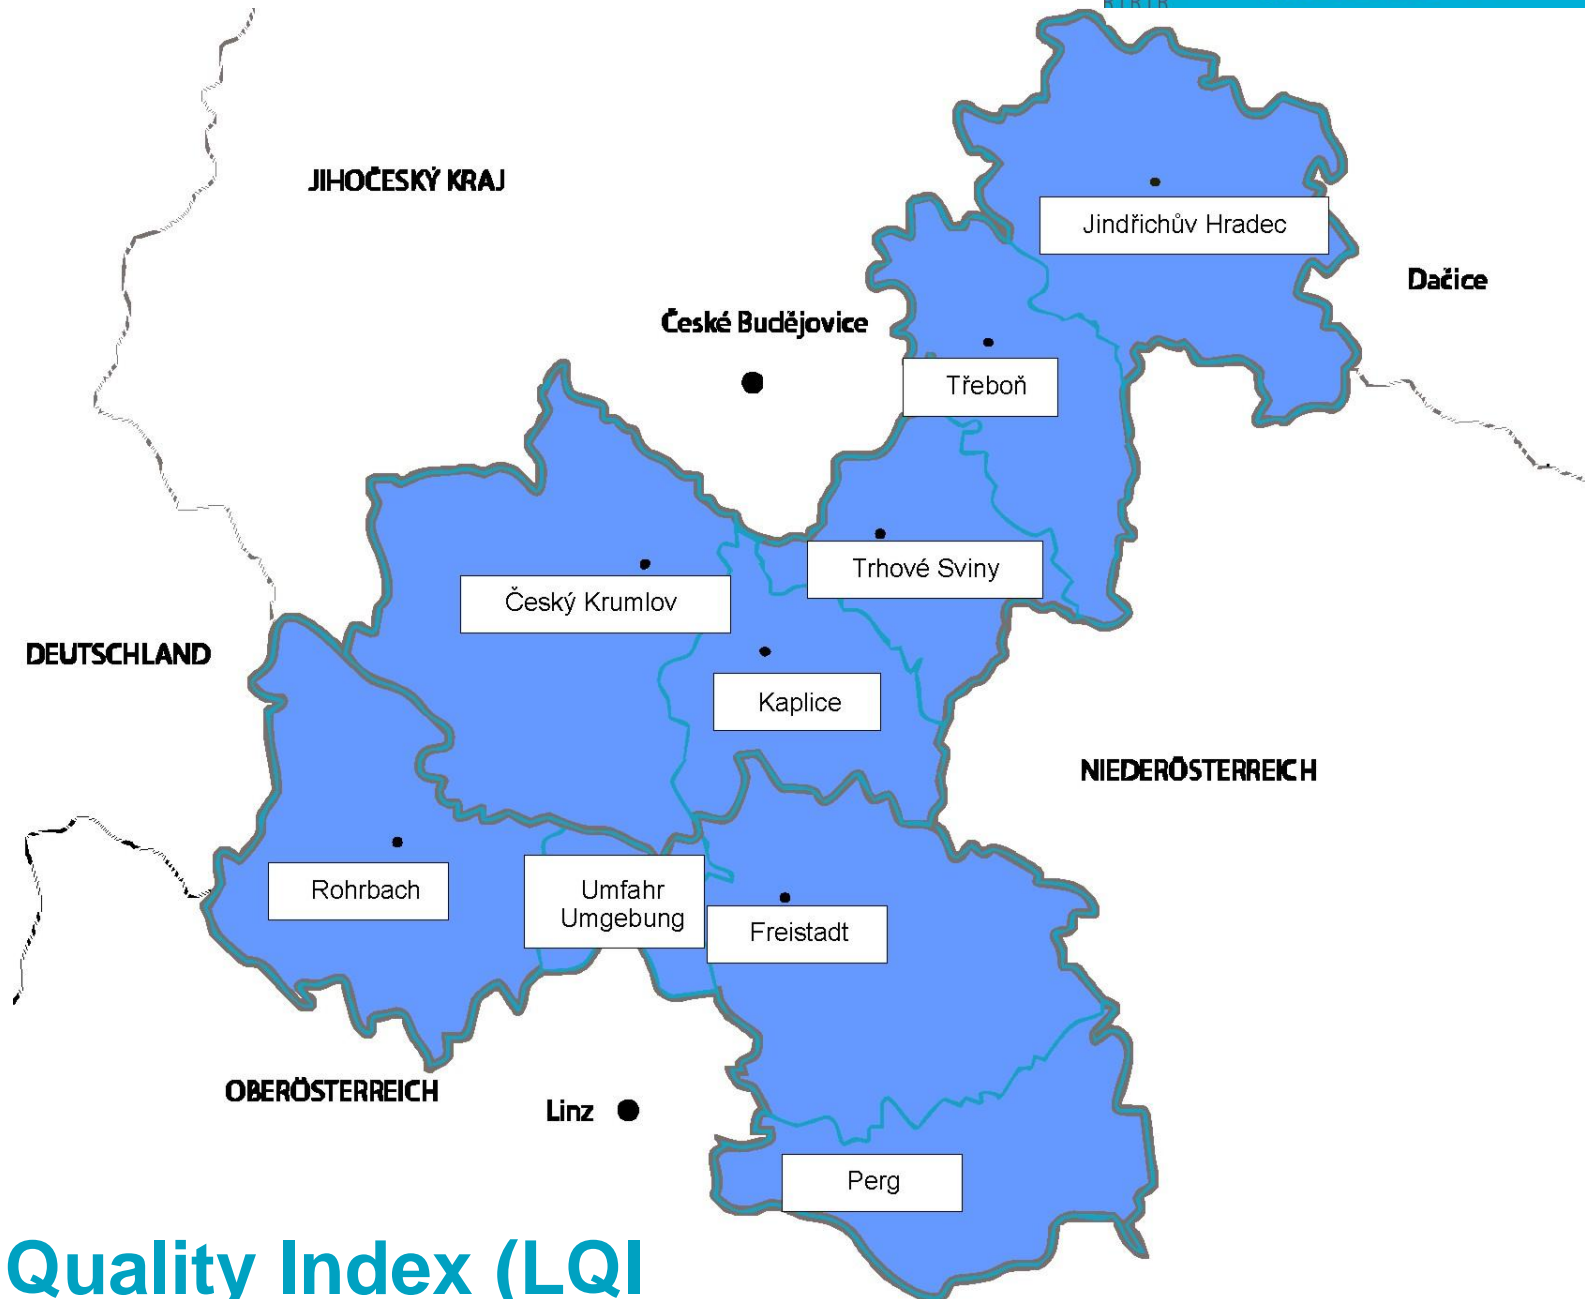 JIHOČESKÝ KRAJ
Jindřichův Hradec
Dačice
České Budějovice
Třeboň
Trhové Sviny
Český Krumlov
DEUTSCHLAND
Kaplice
NIEDERÖSTERREICH
Rohrbach
Umfahr
Umgebung
Freistadt
OBERÖSTERREICH
Linz
Perg
Quality Index (LQI